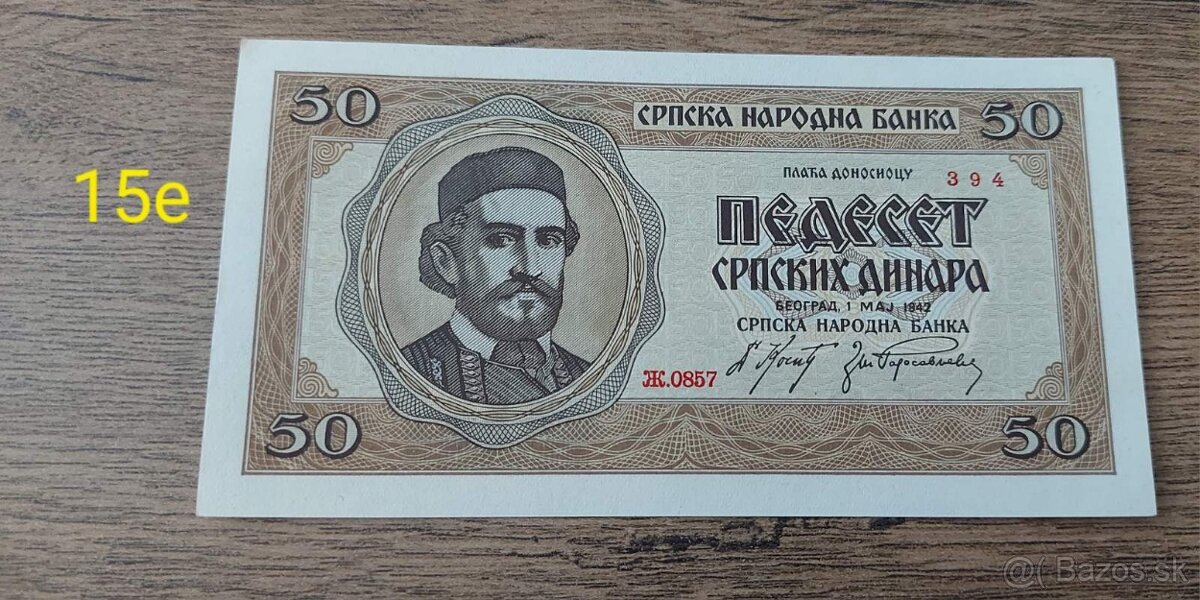 15e
50
СРПСКА НАРОДНА БАНКА
50
ПЛАЋА ДОНОСИОЦУ
394
ПЕДЕСЕТ
СРПСКИХ ДИНАРА
БЕОГРАД, 1 МАЈ 1942
СРПСКА НАРОДНА БАНКА
Ж.0857
50
50
Bazos.sk